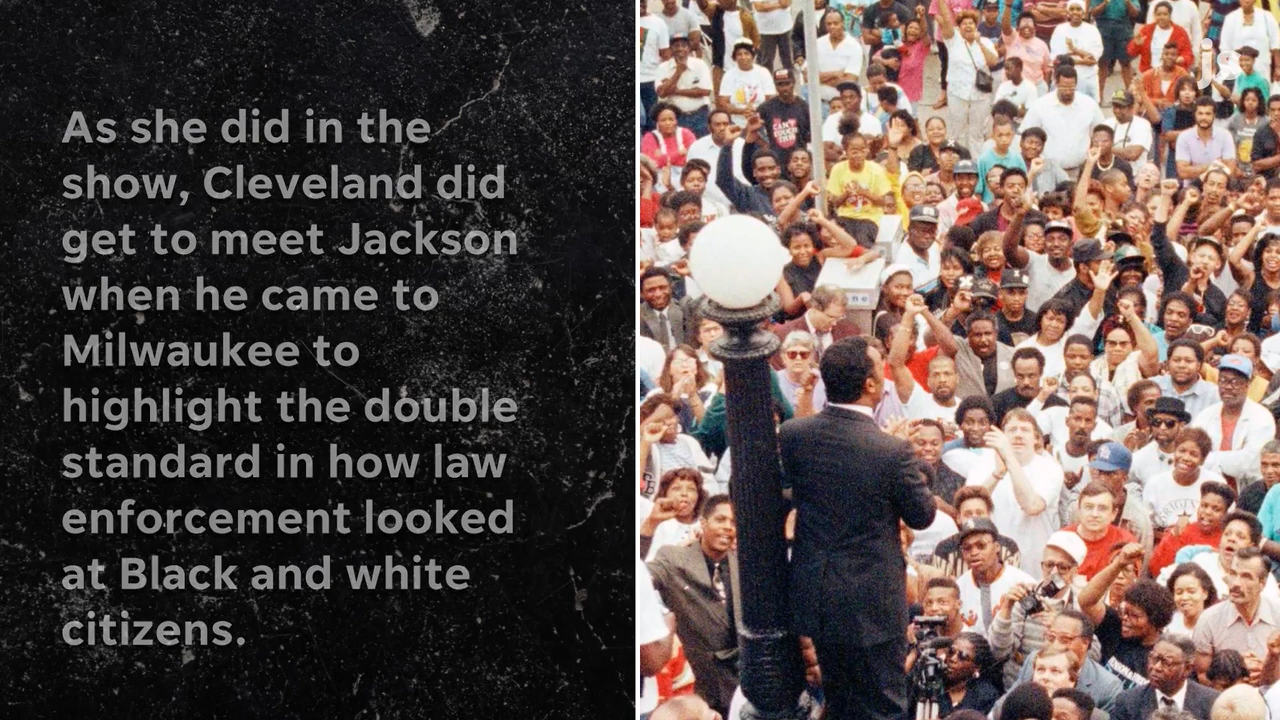 As she did in the
show, Cleveland did
get to meet Jackson
when he came to
Milwaukee to
highlight the double
standard in how law
enforcement looked
at Black and white
citizens.
js